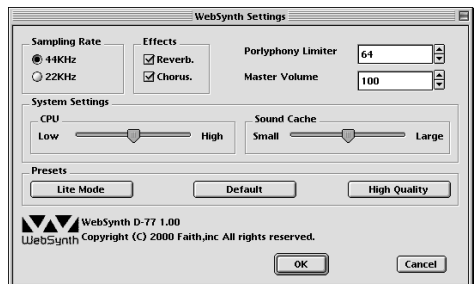 WebSynth Settings
Sampling Rate
44KHz
22KHz
Effects
Reverb.
Chorus.
Porlyphony Limiter
64
Master Volume
100
System Settings
CPU
Low
High
Sound Cache
Small
Large
Presets
Lite Mode
Default
High Quality
WebSynth
WebSynth D-77 1.00
Copyright (C) 2000 Faith,inc All rights reserved.
OK
Cancel